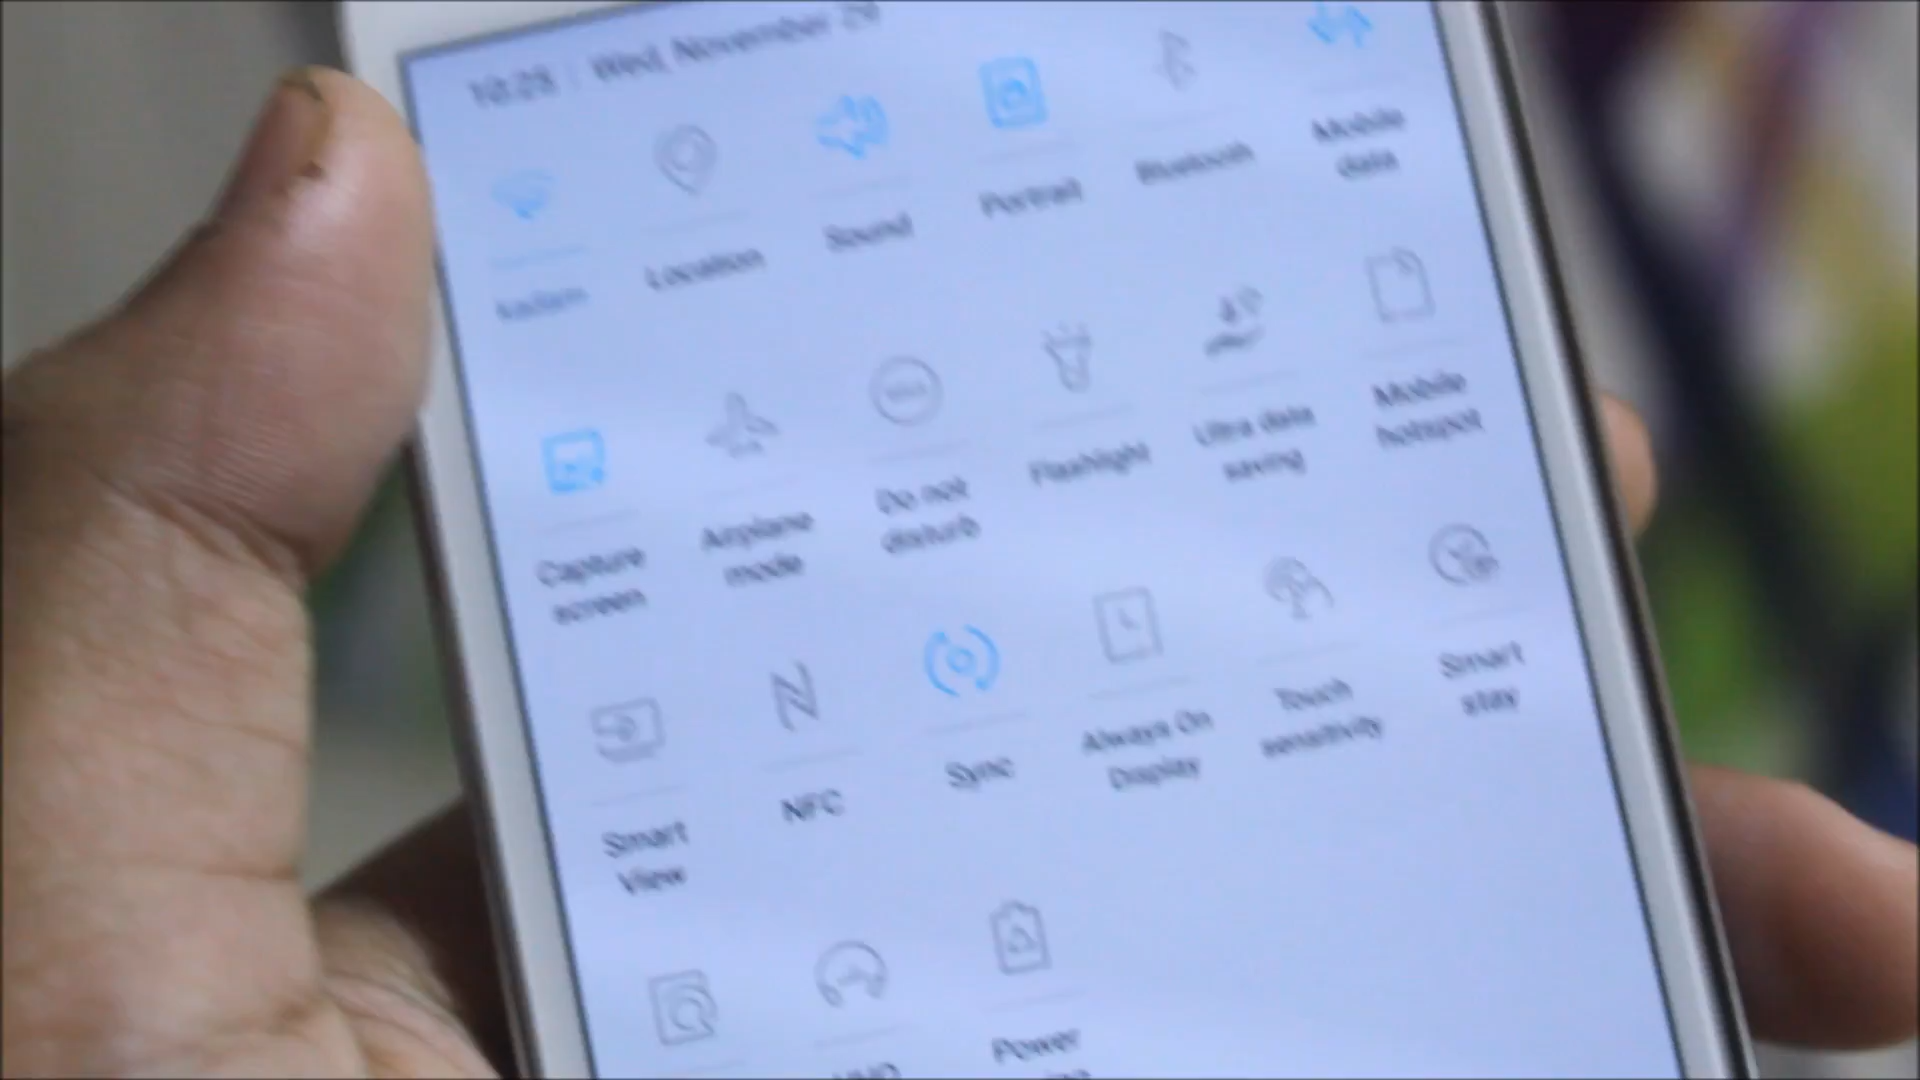 10:25 | Wed, November 29
Location
Sound
Portrait
Bluetooth
Mobile
data
Capture
screen
Airplane
mode
Do not
disturb
Flashlight
Ultra data
saving
Mobile
hotspot
Smart
View
NFC
Sync
Always On
Display
Touch
sensitivity
Smart
stay
Power